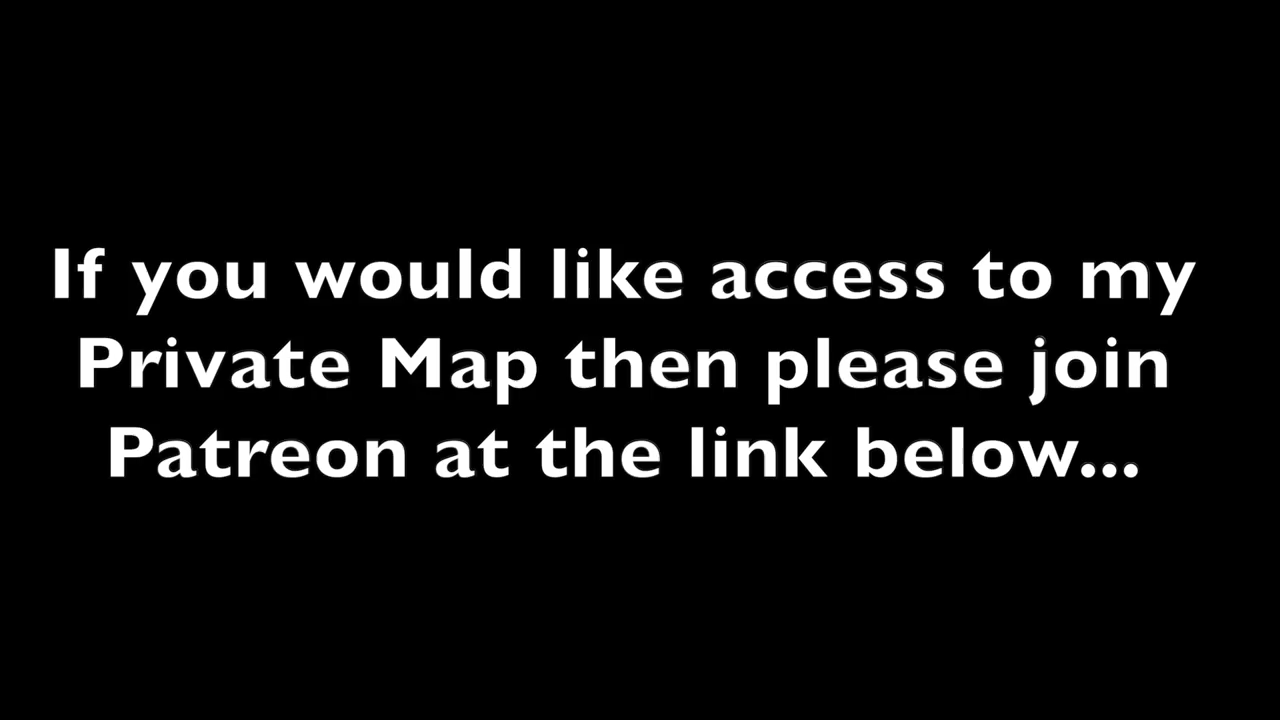 If you would like access to my
Private Map then please join
Patreon at the link below...